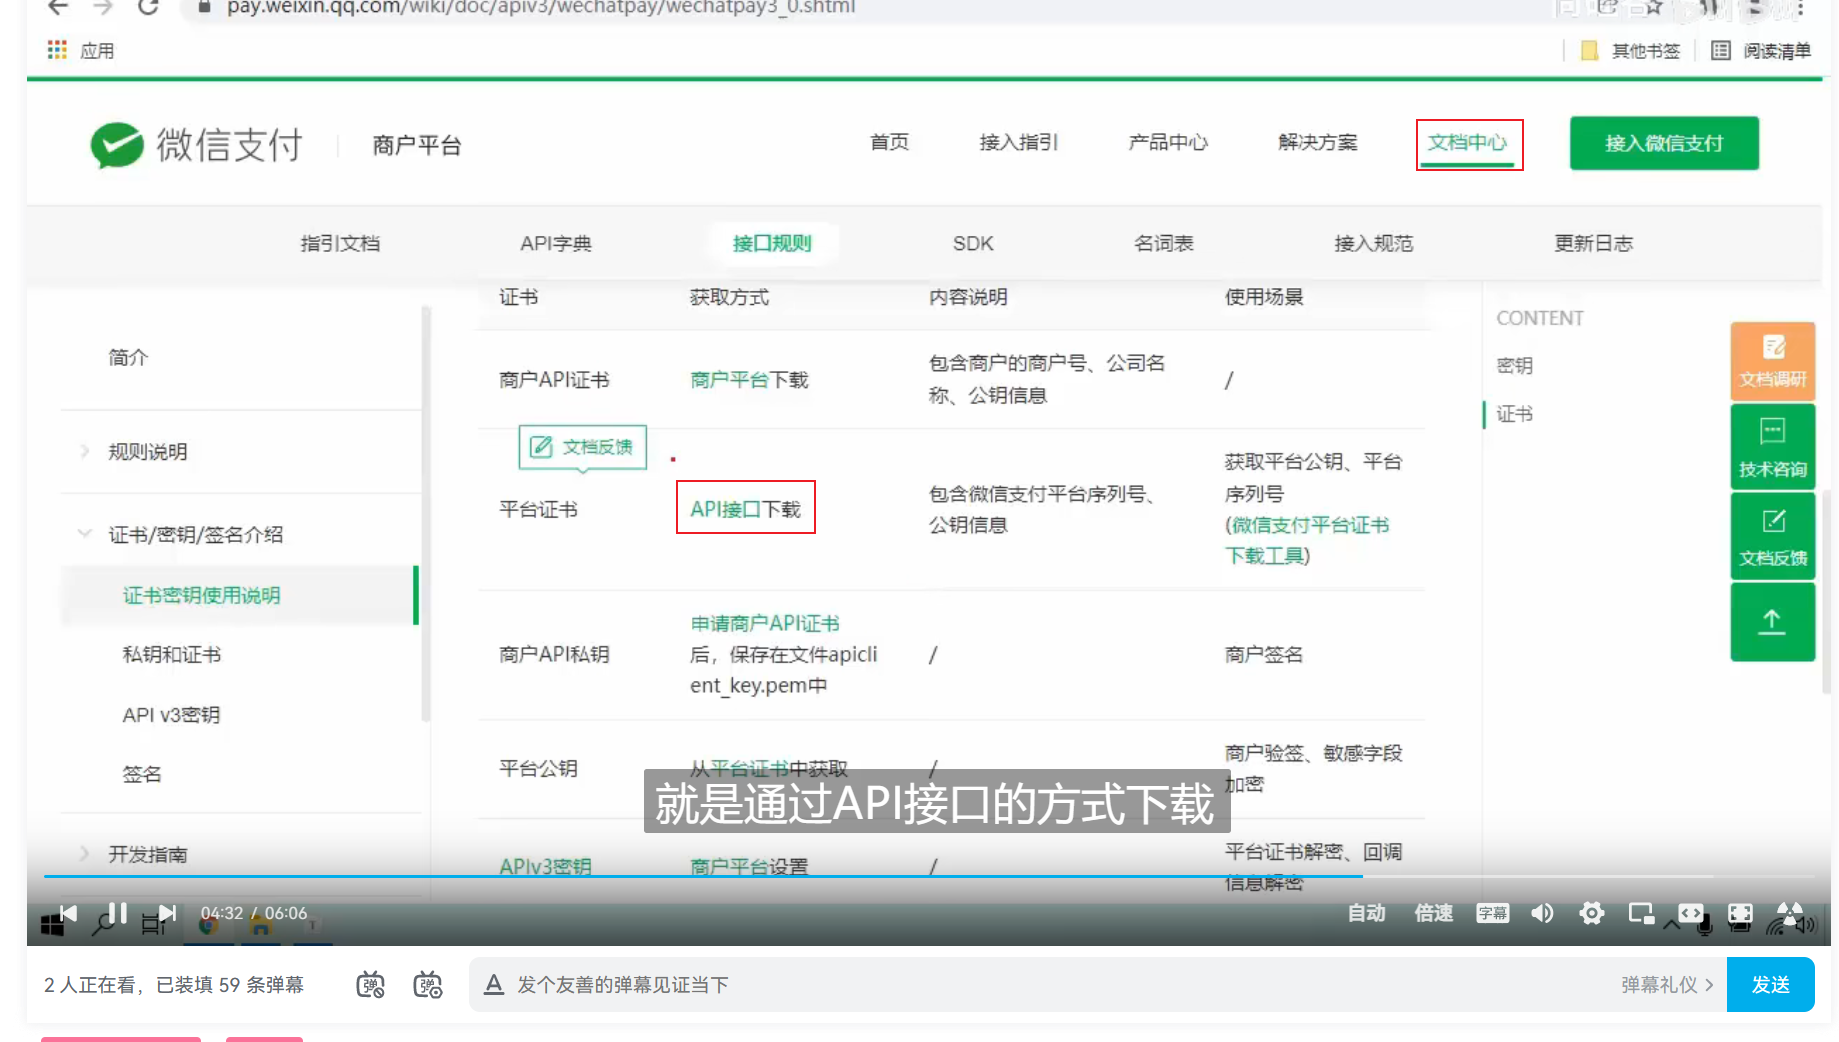 pay.weixin.qq.com/wiki/doc/apiv3/wechatpay/wechatpay3_0.shtml
应用
其他书签
阅读清单
微信支付
商户平台
首页
接入指引
产品中心
解决方案
文档中心
接入微信支付
指引文档
API字典
接口规则
SDK
名词表
接入规范
更新日志
简介
规则说明
证书/密钥/签名介绍
证书密钥使用说明
私钥和证书
API v3密钥
签名
开发指南
证书
获取方式
内容说明
使用场景
商户API证书
商户平台下载
包含商户的商户号、公司名
称、公钥信息
/
文档反馈
平台证书
API接口下载
包含微信支付平台序列号、
公钥信息
获取平台公钥、平台
序列号
(微信支付平台证书
下载工具)
商户API私钥
申请商户API证书
后，保存在文件apicli
ent_key.pem中
/
商户签名
平台公钥
从平台证书中获取
/
商户验签、敏感字段
加密
APIv3密钥
商户平台设置
/
平台证书解密、回调
信息解密
CONTENT
密钥
证书
文档调研
技术咨询
文档反馈
就是通过API接口的方式下载
04:32 / 06:06
自动
倍速
字幕
2 人正在看，已装填 59 条弹幕
弹
弹
A
发个友善的弹幕见证当下
弹幕礼仪 >
发送